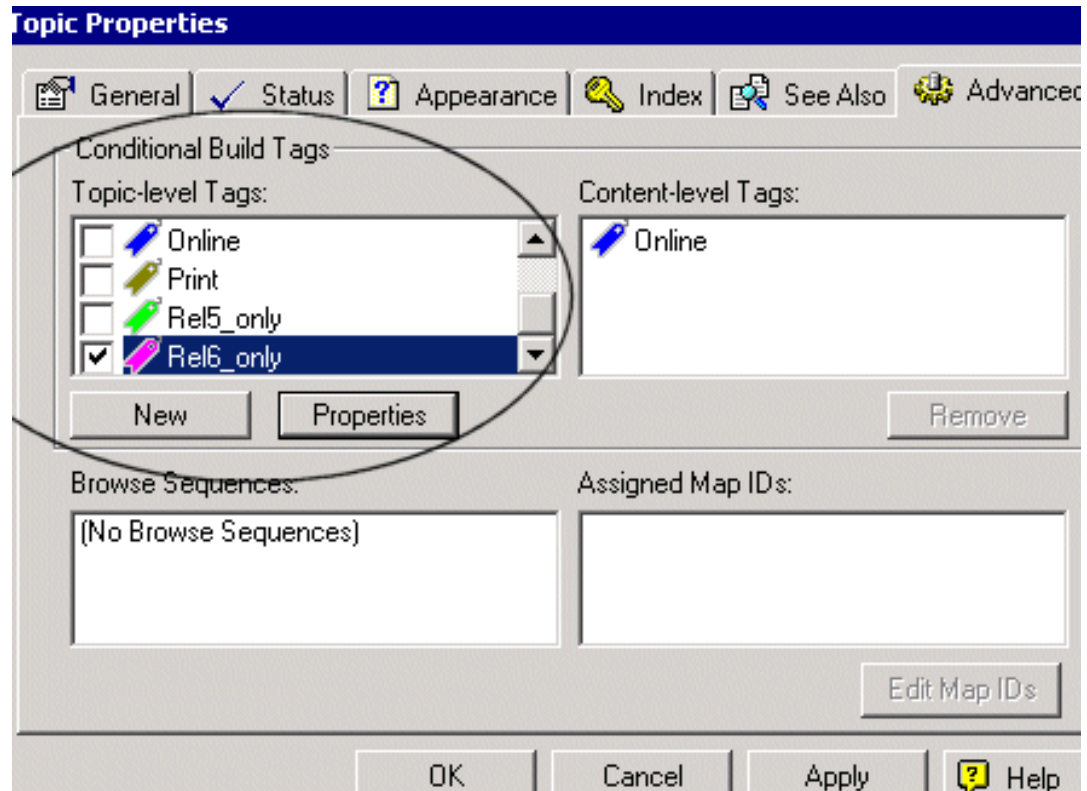 Topic Properties
General Status Appearance Index See Also Advanced
Conditional Build Tags
Topic-level Tags: Content-level Tags:
Online Online
Print
Rel5_only
Rel6_only
New Properties Remove
Browse Sequences: Assigned Map IDs:
(No Browse Sequences)
Edit Map IDs
OK Cancel Apply Help